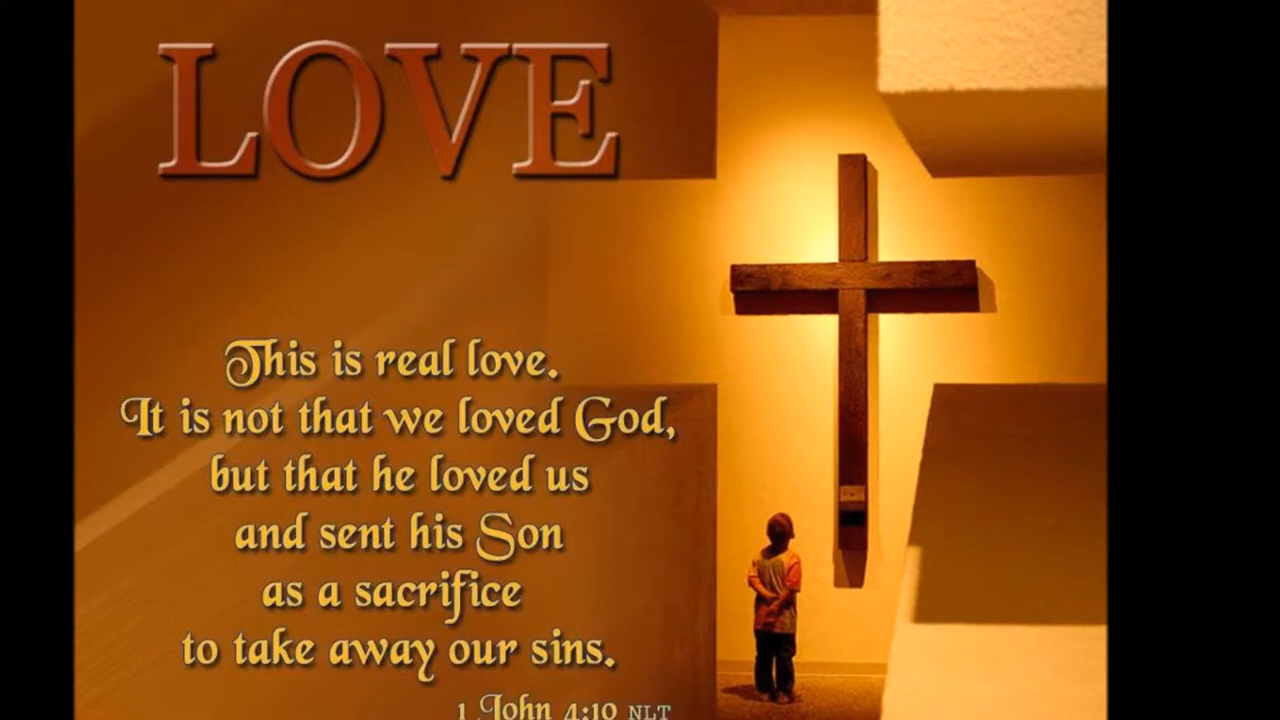 LOVE
This is real love.
It is not that we loved God,
but that he loved us
and sent his Son
as a sacrifice
to take away our sins.
1 John 4:10 NLT